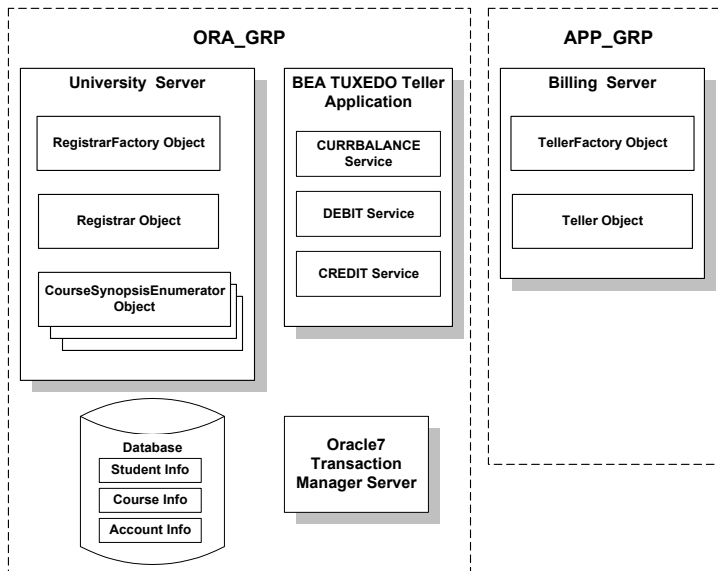 ORA_GRP
University Server
RegistrarFactory Object
Registrar Object
CourseSynopsisEnumerator
Object
BEA TUXEDO Teller
Application
CURRBALANCE
Service
DEBIT Service
CREDIT Service
Database
Student Info
Course Info
Account Info
Oracle7
Transaction
Manager Server
APP_GRP
Billing Server
TellerFactory Object
Teller Object